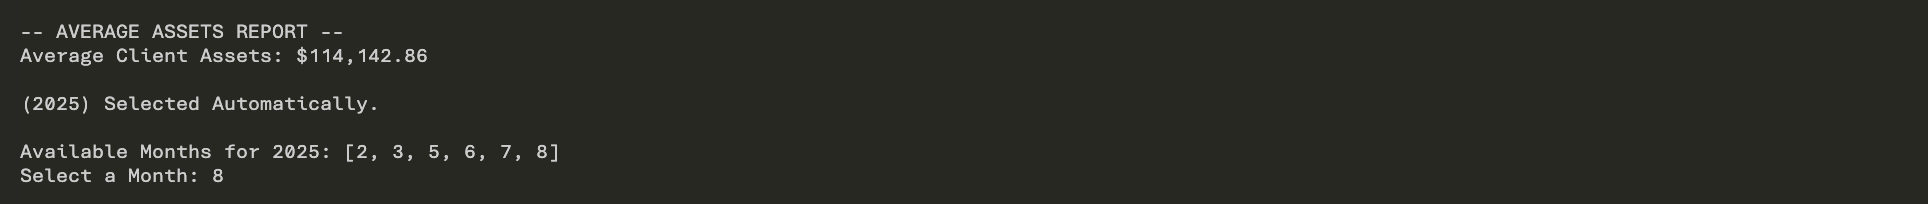 -- AVERAGE ASSETS REPORT --
Average Client Assets: $114,142.86
(2025) Selected Automatically.
Available Months for 2025: [2, 3, 5, 6, 7, 8]
Select a Month: 8